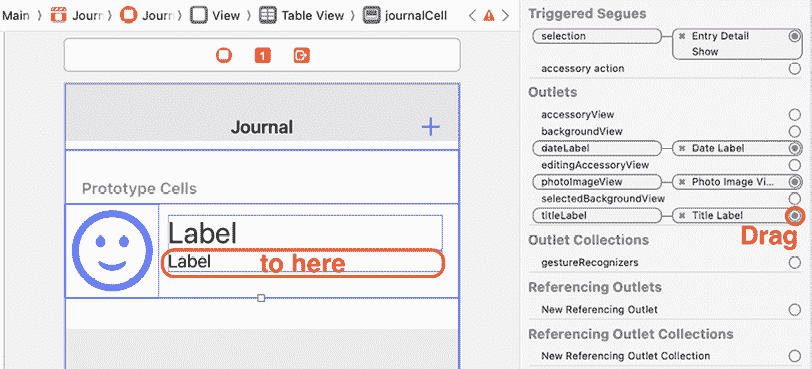 Main
Journ
Journ
View
Table View
journalCell
1
Journal
Prototype Cells
Label
Label
to here
Triggered Segues
selection
Entry Detail
Show
accessory action
Outlets
accessoryView
backgroundView
dateLabel
Date Label
editingAccessoryView
photoImageView
Photo Image Vi...
selectedBackgroundView
titleLabel
Title Label
Drag
Outlet Collections
gestureRecognizers
Referencing Outlets
New Referencing Outlet
Referencing Outlet Collections
New Referencing Outlet Collection